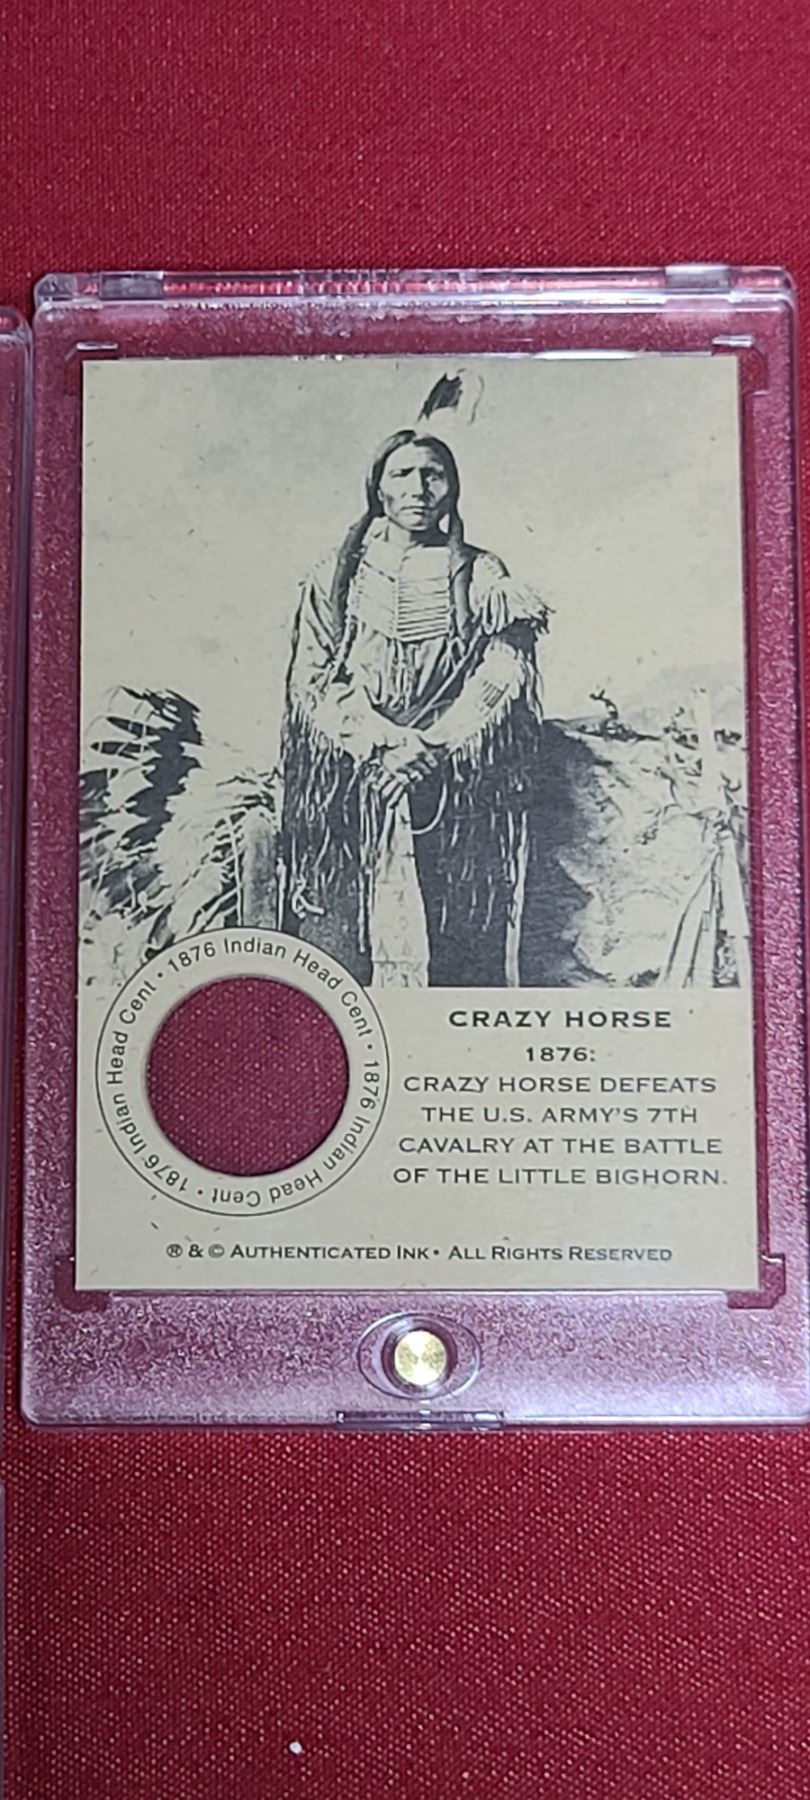 1876 Indian Head Cent • 1876 Indian Head Cent • 1876 Indian Head Cent •
CRAZY HORSE
1876:
CRAZY HORSE DEFEATS
THE U.S. ARMY'S 7TH
CAVALRY AT THE BATTLE
OF THE LITTLE BIGHORN.
® & © AUTHENTICATED INK • ALL RIGHTS RESERVED